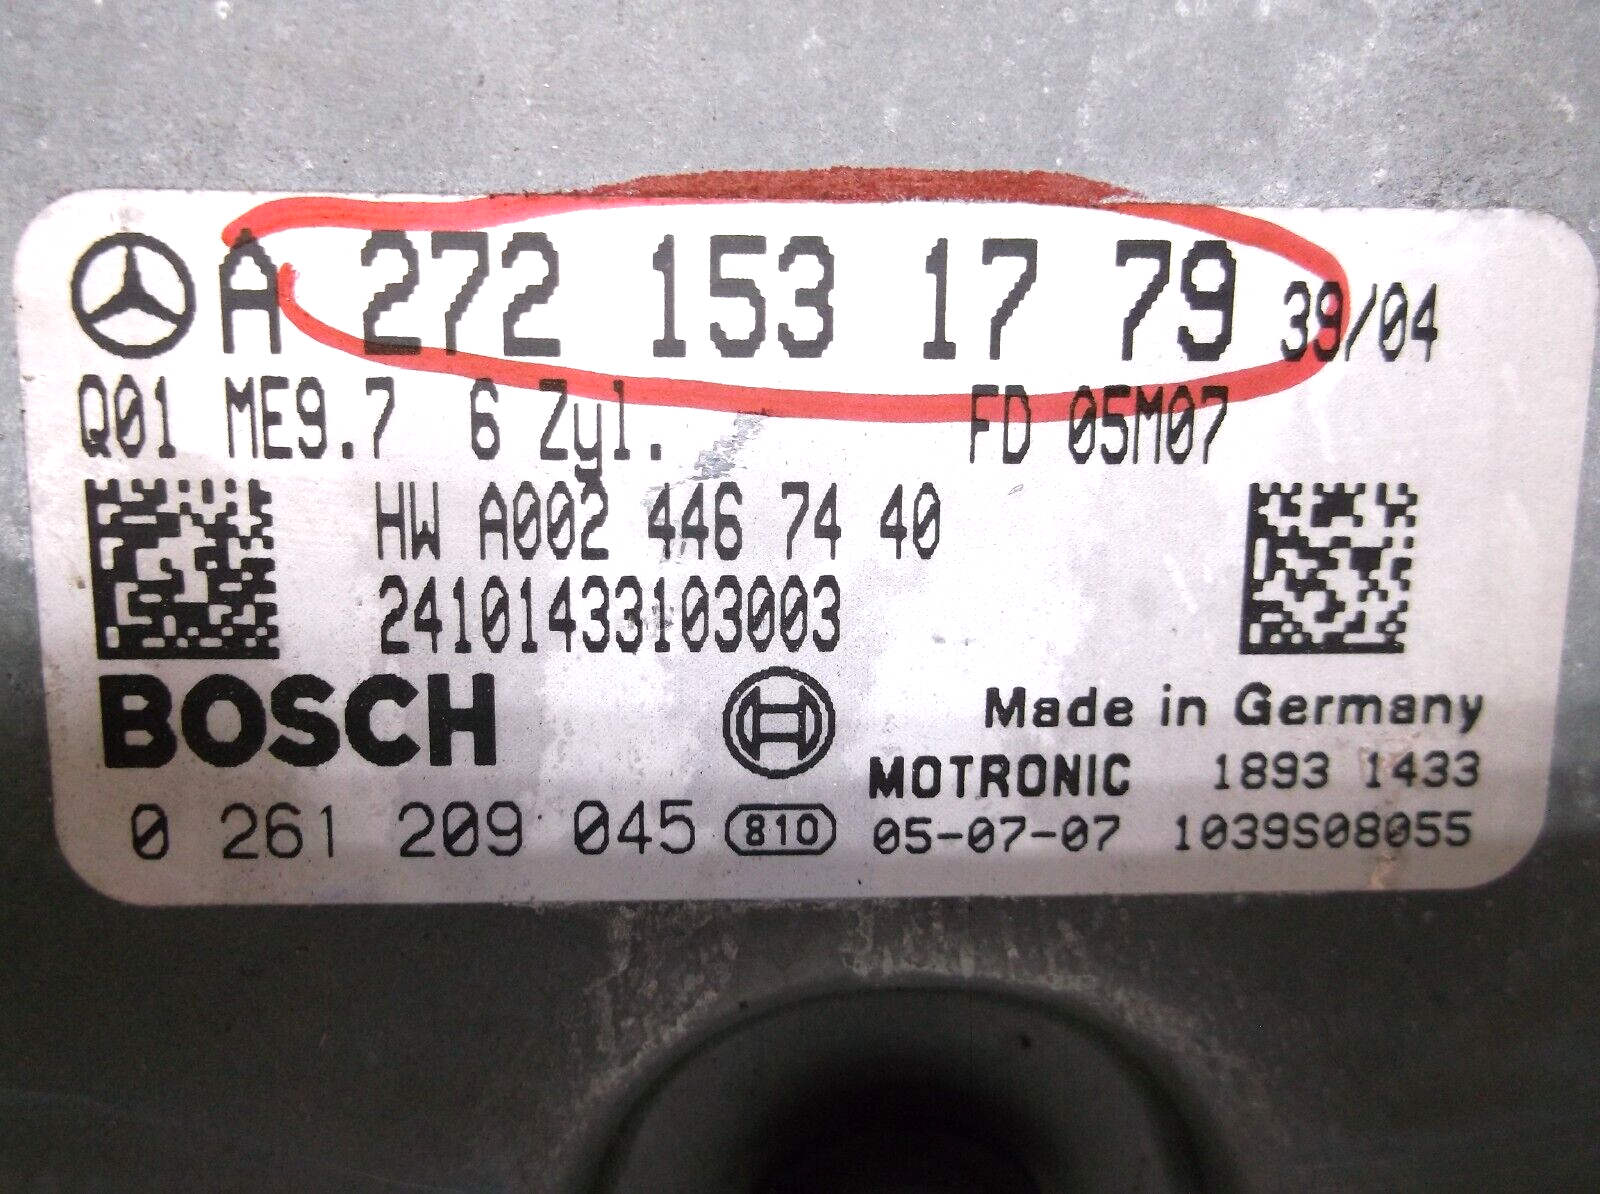 A 272 153 17 79 39/04
Q01 ME9.7 6 Zyl. FD 05M07
HW A002 446 74 40
24101433103003
BOSCH
Made in Germany
MOTRONIC 1893 1433
0 261 209 045 810 05-07-07 1039S08055